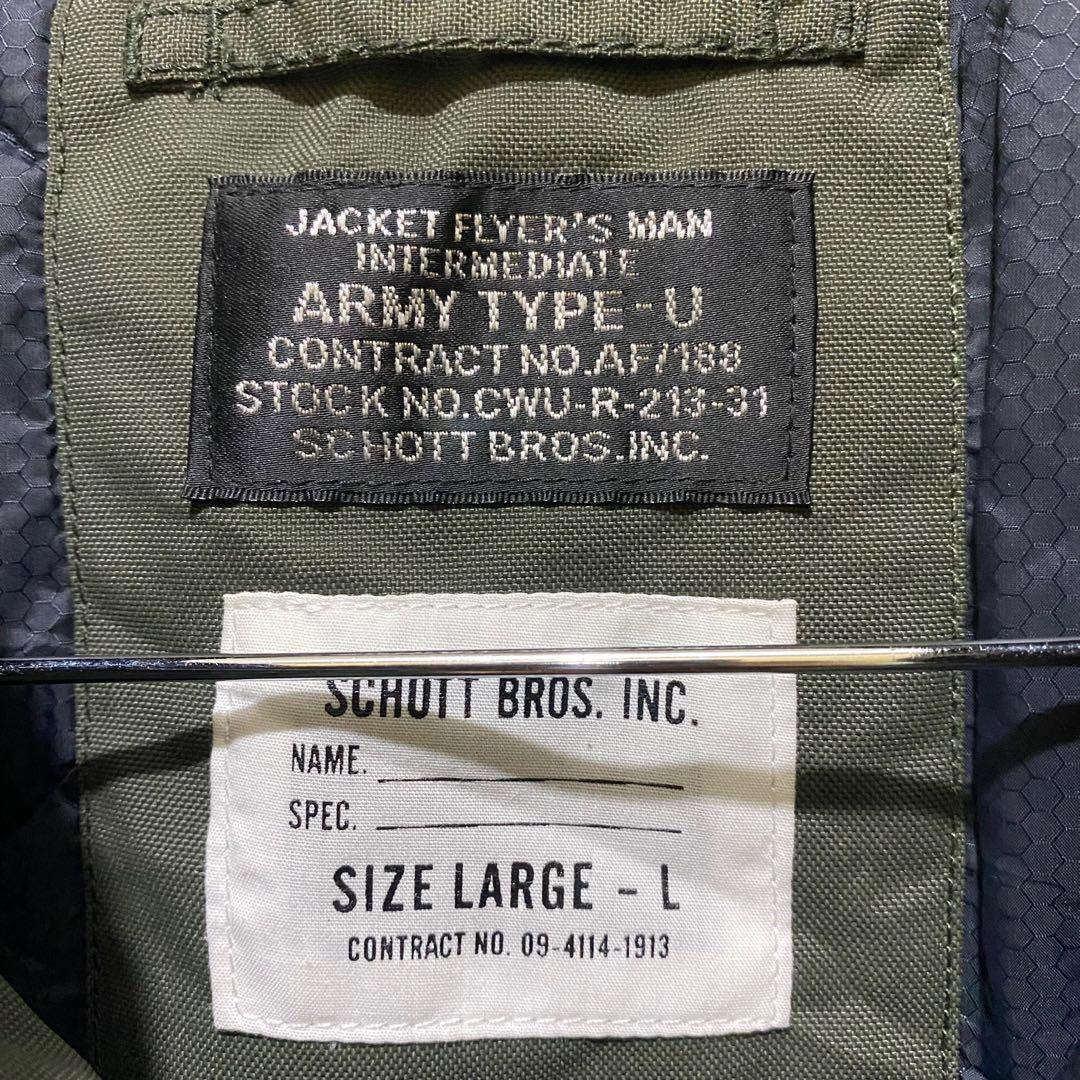 JACKET FLYER'S MAN
INTERMEDIATE
ARMY TYPE-U
CONTRACT NO.AF/188
STOCK NO.CWU-R-213-31
SCHOTT BROS.INC.
SCHOTT BROS. INC.
NAME.
SPEC.
SIZE LARGE - L
CONTRACT NO. 09-4114-1913